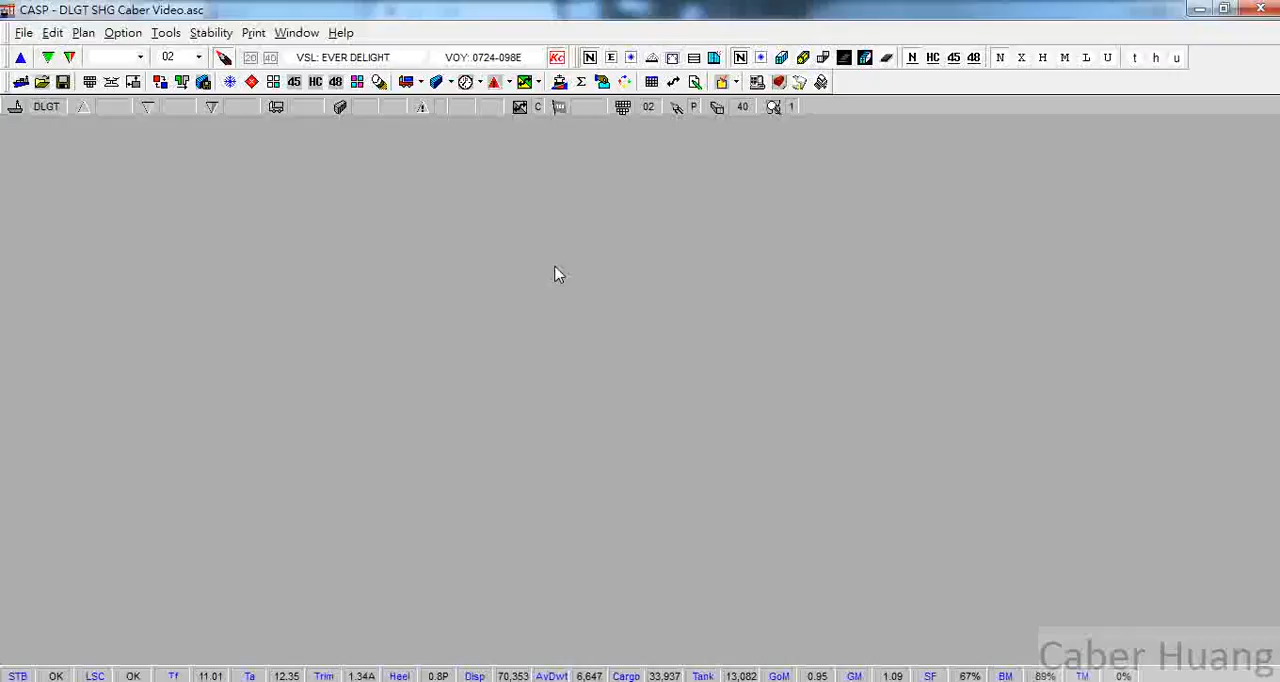 CASP - DLGT SHG Caber Video.asc
File Edit Plan Option Tools Stability Print Window Help
02 20 40 VSL: EVER DELIGHT VOY: 0724-098E Kc N E N N HC 45 48 N X H M L U t h u
45 HC 48 Σ
DLGT C 02 P 40 1
Caber Huang
STB OK LSC OK Tf 11.01 Ta 12.35 Trim 1.34A Heel 0.8P Disp 70,353 AvDwt 6,647 Cargo 33,937 Tank 13,082 GoM 0.95 GM 1.09 SF 67% BM 89% TM 0%